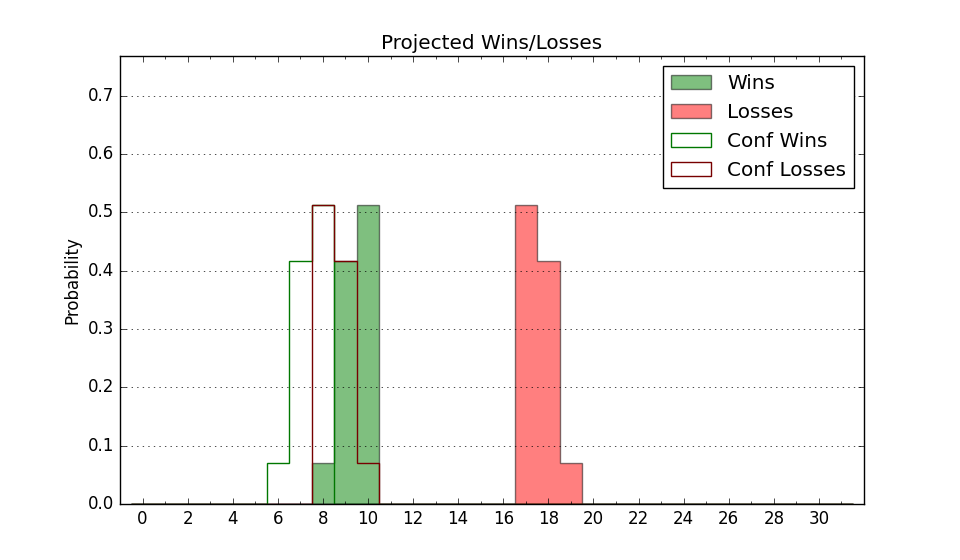 Projected Wins/Losses
Wins
Losses
Conf Wins
Conf Losses
Probability
0.7
0.6
0.5
0.4
0.3
0.2
0.1
0.0
0 2 4 6 8 10 12 14 16 18 20 22 24 26 28 30